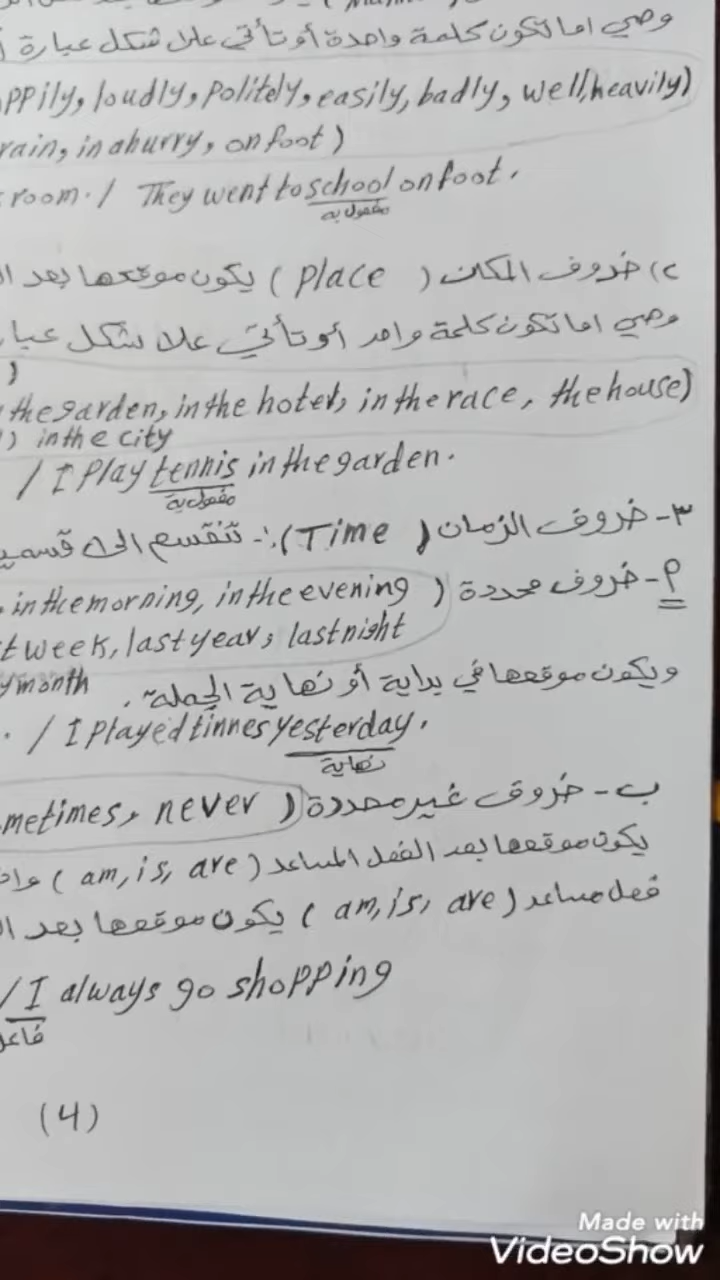 وهي اما تكون كلمة واحدة أو تأتي على شكل عبارة
ppily, loudly, politely, easily, badly, well, heavily)
rain, in a hurry, on foot)
room. / They went to school on foot.
مفعول به
٢) ظروف المكان (place) يكون موقعها بعد
وهي اما تكون كلمة واحد أو تأتي على شكل عبا
)
the garden, in the hotel, in the race, the house)
) in the city
/ I Play tennis in the garden.
مفعول به
٣- ظروف الزمان (Time) :- تنقسم الى قسمي
أ- ظروف محددة ( in the morning, in the evening
t week, last year, last night
y month
ويكون موقعها في بداية أو نهاية الجملة.
. / I played tinnes yesterday.
نهاية
ب- ظروف غير محددة ( metimes, never
يكون موقعها بعد الفعل المساعد (am, is, are) واذ
فعل مساعد (am, is, are) يكون موقعها بعد ال
/ I always go shopping
فاعل
(4)
Made with
VideoShow